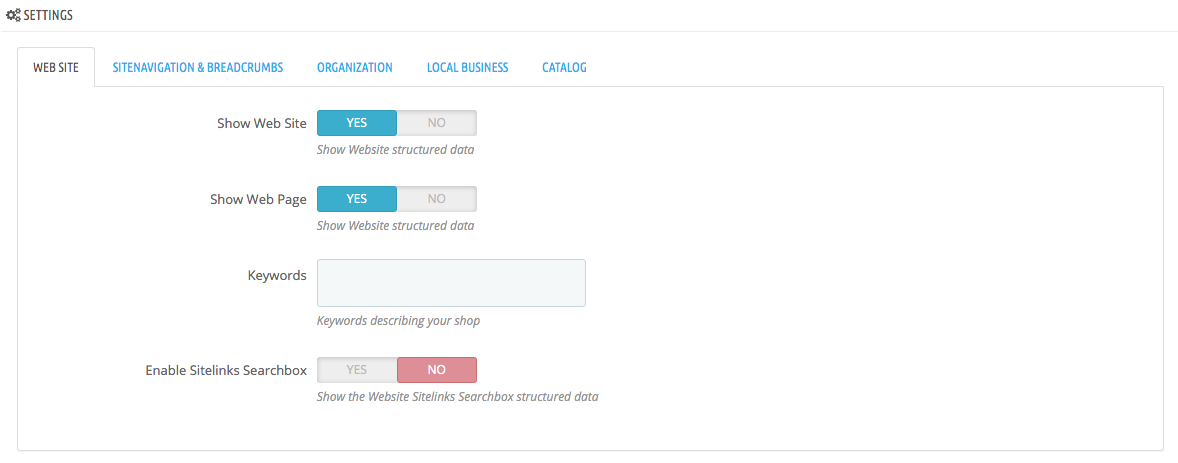 SETTINGS
WEB SITE SITENAVIGATION & BREADCRUMBS ORGANIZATION LOCAL BUSINESS CATALOG
Show Web Site YES NO
Show Website structured data
Show Web Page YES NO
Show Website structured data
Keywords
Keywords describing your shop
Enable Sitelinks Searchbox YES NO
Show the Website Sitelinks Searchbox structured data